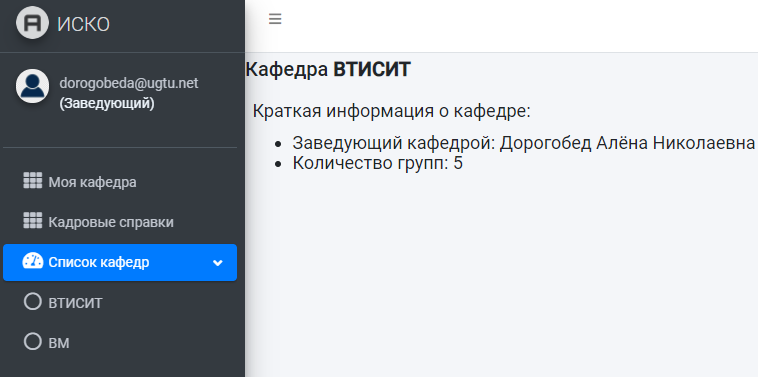 ИСКО
dorogobeda@ugtu.net
(Заведующий)
Моя кафедра
Кадровые справки
Список кафедр
ВТИСИТ
ВМ
Кафедра ВТИСИТ
Краткая информация о кафедре:
Заведующий кафедрой: Дорогобед Алёна Николаевна
Количество групп: 5